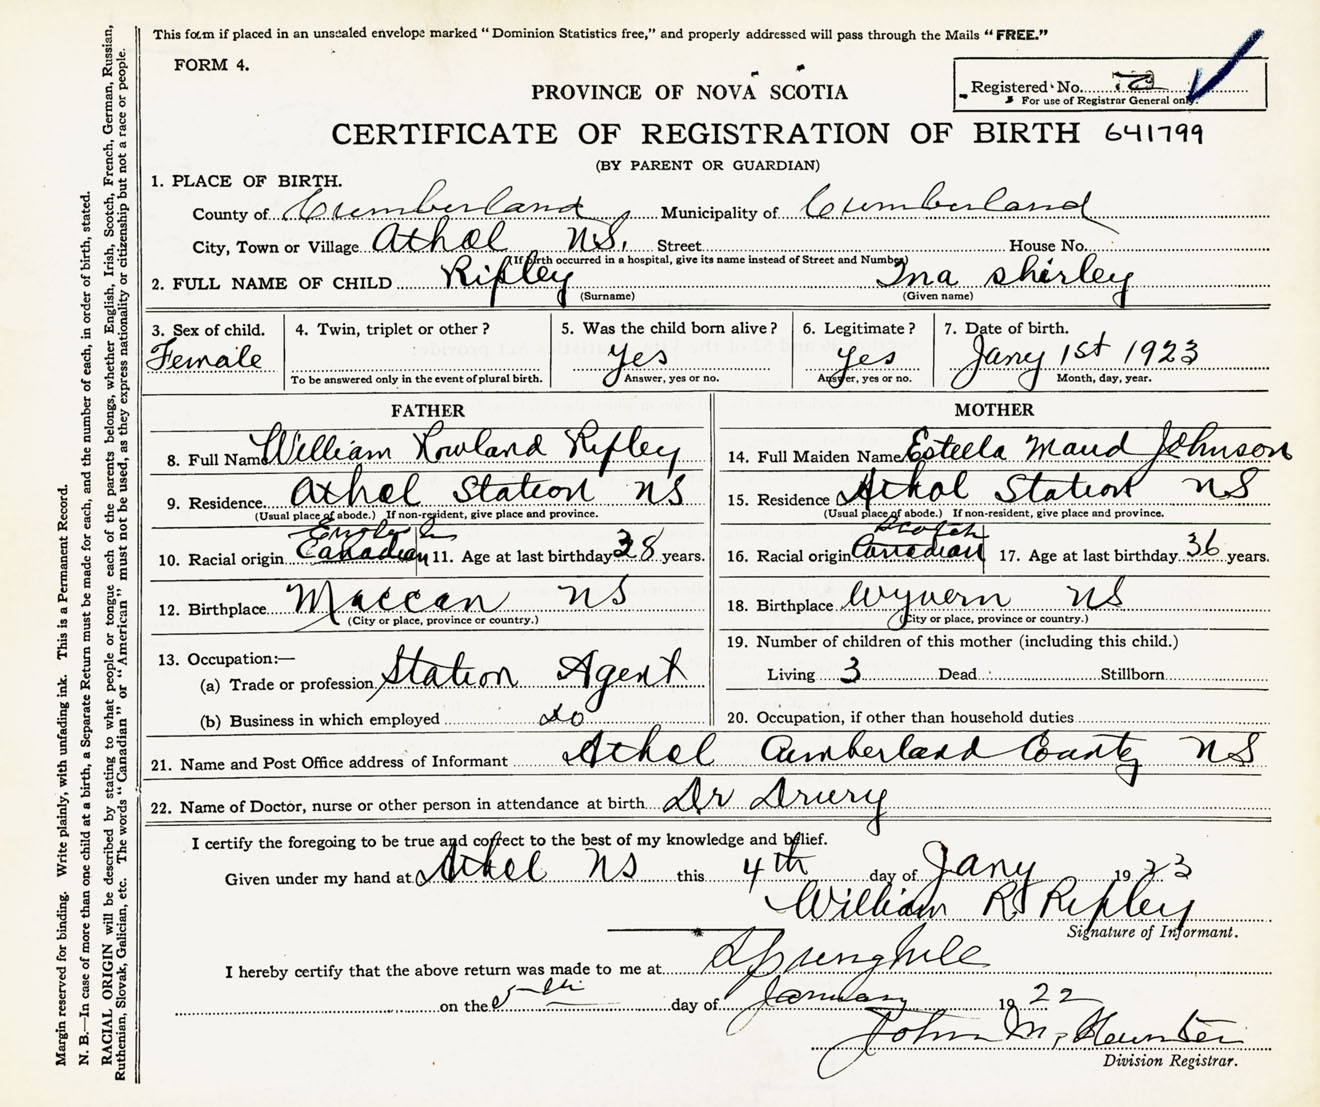 This form if placed in an unsealed envelope marked "Dominion Statistics free," and properly addressed will pass through the Mails "FREE."
FORM 4.
Registered No.
For use of Registrar General only.
PROVINCE OF NOVA SCOTIA
CERTIFICATE OF REGISTRATION OF BIRTH 641799
(BY PARENT OR GUARDIAN)
1. PLACE OF BIRTH.
County of Cumberland Municipality of Cumberland
City, Town or Village Athol NS. Street House No.
(If birth occurred in a hospital, give its name instead of Street and Number)
2. FULL NAME OF CHILD Ripley Ina Shirley
(Surname) (Given name)
3. Sex of child. 4. Twin, triplet or other? 5. Was the child born alive? 6. Legitimate? 7. Date of birth.
Female Yes Yes Jany 1st 1923
To be answered only in the event of plural birth. Answer, yes or no. Answer, yes or no. Month, day, year.
FATHER
8. Full Name William Rowland Ripley
9. Residence Athol Station NS
(Usual place of abode.) If non-resident, give place and province.
English
10. Racial origin Canadian 11. Age at last birthday 38 years.
12. Birthplace Maccan NS
(City or place, province or country.)
13. Occupation:—
(a) Trade or profession Station Agent
(b) Business in which employed do
MOTHER
14. Full Maiden Name Esteela Maud Johnson
15. Residence Athol Station NS
(Usual place of abode.) If non-resident, give place and province.
Scotch
16. Racial origin Canadian 17. Age at last birthday 36 years.
18. Birthplace Wyvern NS
(City or place, province or country.)
19. Number of children of this mother (including this child.)
Living 3 Dead Stillborn
20. Occupation, if other than household duties
21. Name and Post Office address of Informant Athol Cumberland County NS
22. Name of Doctor, nurse or other person in attendance at birth Dr Drury
I certify the foregoing to be true and correct to the best of my knowledge and belief.
Given under my hand at Athol NS this 4th day of Jany 1923
William R Ripley
Signature of Informant.
I hereby certify that the above return was made to me at Springhill
on the 5th day of January 1922
John M. Hunter
Division Registrar.
Margin reserved for binding. Write plainly, with unfading ink. This is a Permanent Record.
N. B.—In case of more than one child at a birth, a Separate Return must be made for each, and the number of each, in order of birth, stated.
RACIAL ORIGIN will be described by stating to what people or tongue each of the parents belongs, whether English, Irish, Scotch, French, German, Russian,
Ruthenian, Slovak, Galician, etc. The words "Canadian" or "American" must not be used, as they express nationality or citizenship but not a race or people.